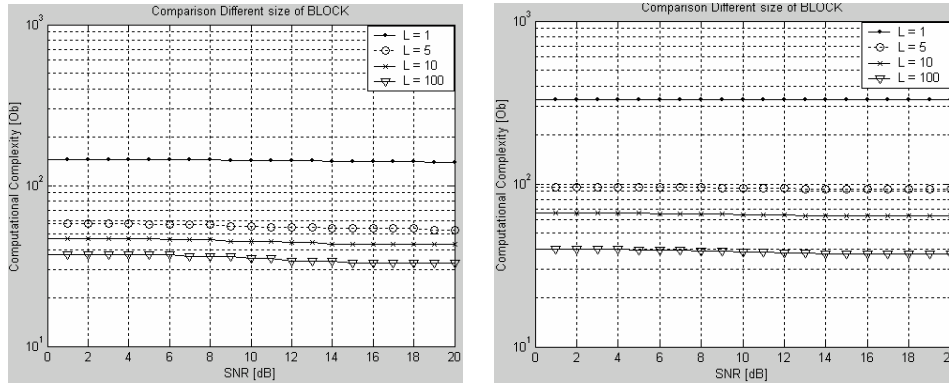 Comparison Different size of BLOCK
10^3
L = 1
L = 5
L = 10
L = 100
Computational Complexity [Ob]
10^2
10^1
0 2 4 6 8 10 12 14 16 18 20
SNR [dB]
Comparison Different size of BLOCK
10^3
L = 1
L = 5
L = 10
L = 100
Computational Complexity [Ob]
10^2
10^1
0 2 4 6 8 10 12 14 16 18 20
SNR [dB]